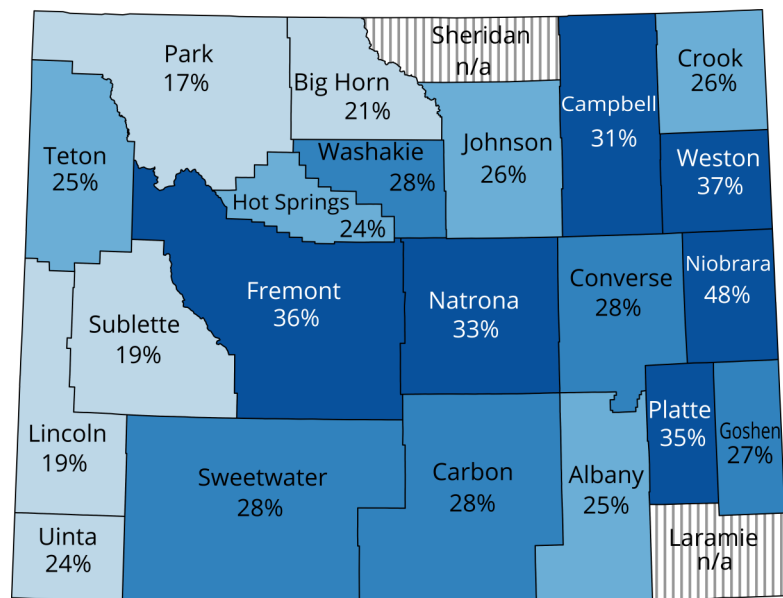 Park
17%
Big Horn
21%
Sheridan
n/a
Campbell
31%
Crook
26%
Teton
25%
Washakie
28%
Johnson
26%
Weston
37%
Hot Springs
24%
Fremont
36%
Natrona
33%
Converse
28%
Niobrara
48%
Sublette
19%
Lincoln
19%
Sweetwater
28%
Carbon
28%
Albany
25%
Platte
35%
Goshen
27%
Uinta
24%
Laramie
n/a